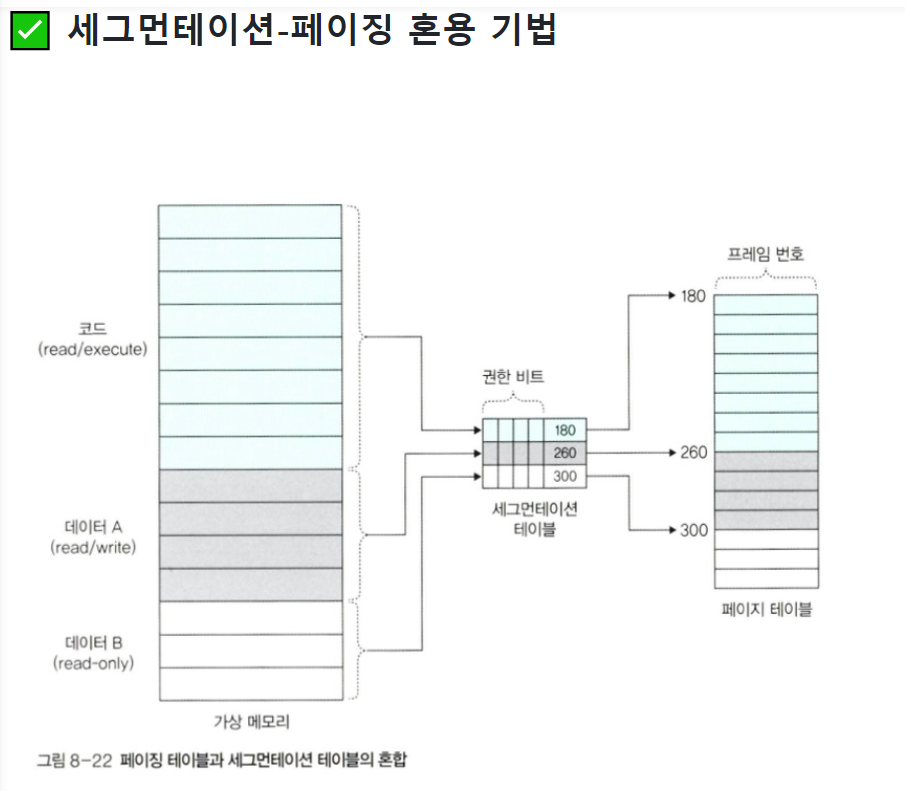 세그먼테이션-페이징 혼용 기법
프레임 번호
180
코드
(read/execute)
권한 비트
180
260
260
300
세그먼테이션
테이블
데이터 A
(read/write)
300
페이지 테이블
데이터 B
(read-only)
가상 메모리
그림 8-22 페이징 테이블과 세그먼테이션 테이블의 혼합